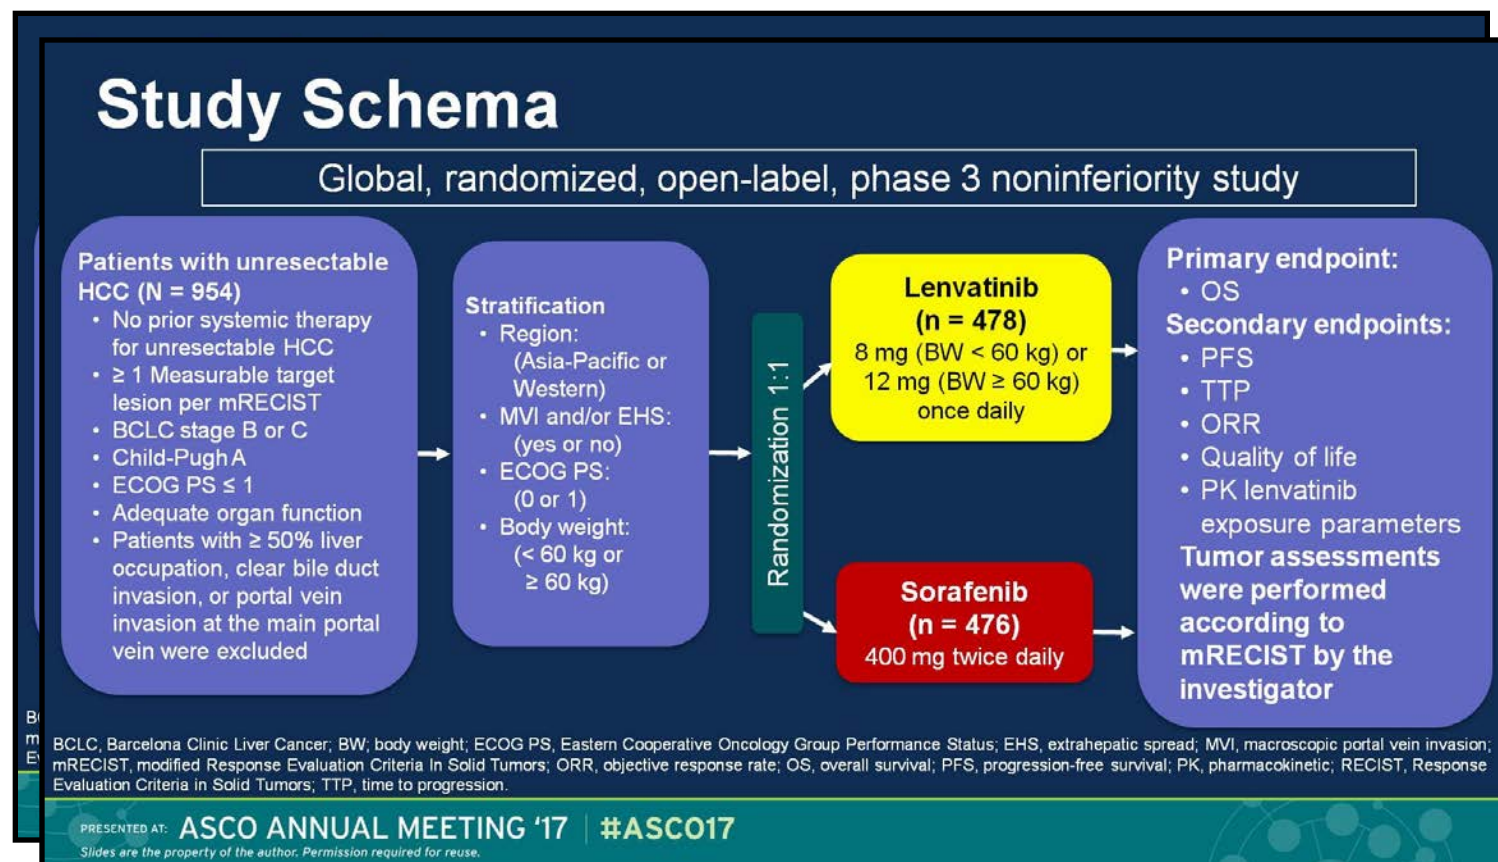 Study Schema
Global, randomized, open-label, phase 3 noninferiority study
Patients with unresectable
HCC (N = 954)
• No prior systemic therapy
for unresectable HCC
• ≥ 1 Measurable target
lesion per mRECIST
• BCLC stage B or C
• Child-Pugh A
• ECOG PS ≤ 1
• Adequate organ function
• Patients with ≥ 50% liver
occupation, clear bile duct
invasion, or portal vein
invasion at the main portal
vein were excluded
Stratification
• Region:
(Asia-Pacific or
Western)
• MVI and/or EHS:
(yes or no)
• ECOG PS:
(0 or 1)
• Body weight:
(< 60 kg or
≥ 60 kg)
Randomization 1:1
Lenvatinib
(n = 478)
8 mg (BW < 60 kg) or
12 mg (BW ≥ 60 kg)
once daily
Sorafenib
(n = 476)
400 mg twice daily
Primary endpoint:
• OS
Secondary endpoints:
• PFS
• TTP
• ORR
• Quality of life
• PK lenvatinib
exposure parameters
Tumor assessments
were performed
according to
mRECIST by the
investigator
BCLC, Barcelona Clinic Liver Cancer; BW; body weight; ECOG PS, Eastern Cooperative Oncology Group Performance Status; EHS, extrahepatic spread; MVI, macroscopic portal vein invasion;
mRECIST, modified Response Evaluation Criteria In Solid Tumors; ORR, objective response rate; OS, overall survival; PFS, progression-free survival; PK, pharmacokinetic; RECIST, Response
Evaluation Criteria in Solid Tumors; TTP, time to progression.
PRESENTED AT: ASCO ANNUAL MEETING '17 | #ASCO17
Slides are the property of the author. Permission required for reuse.